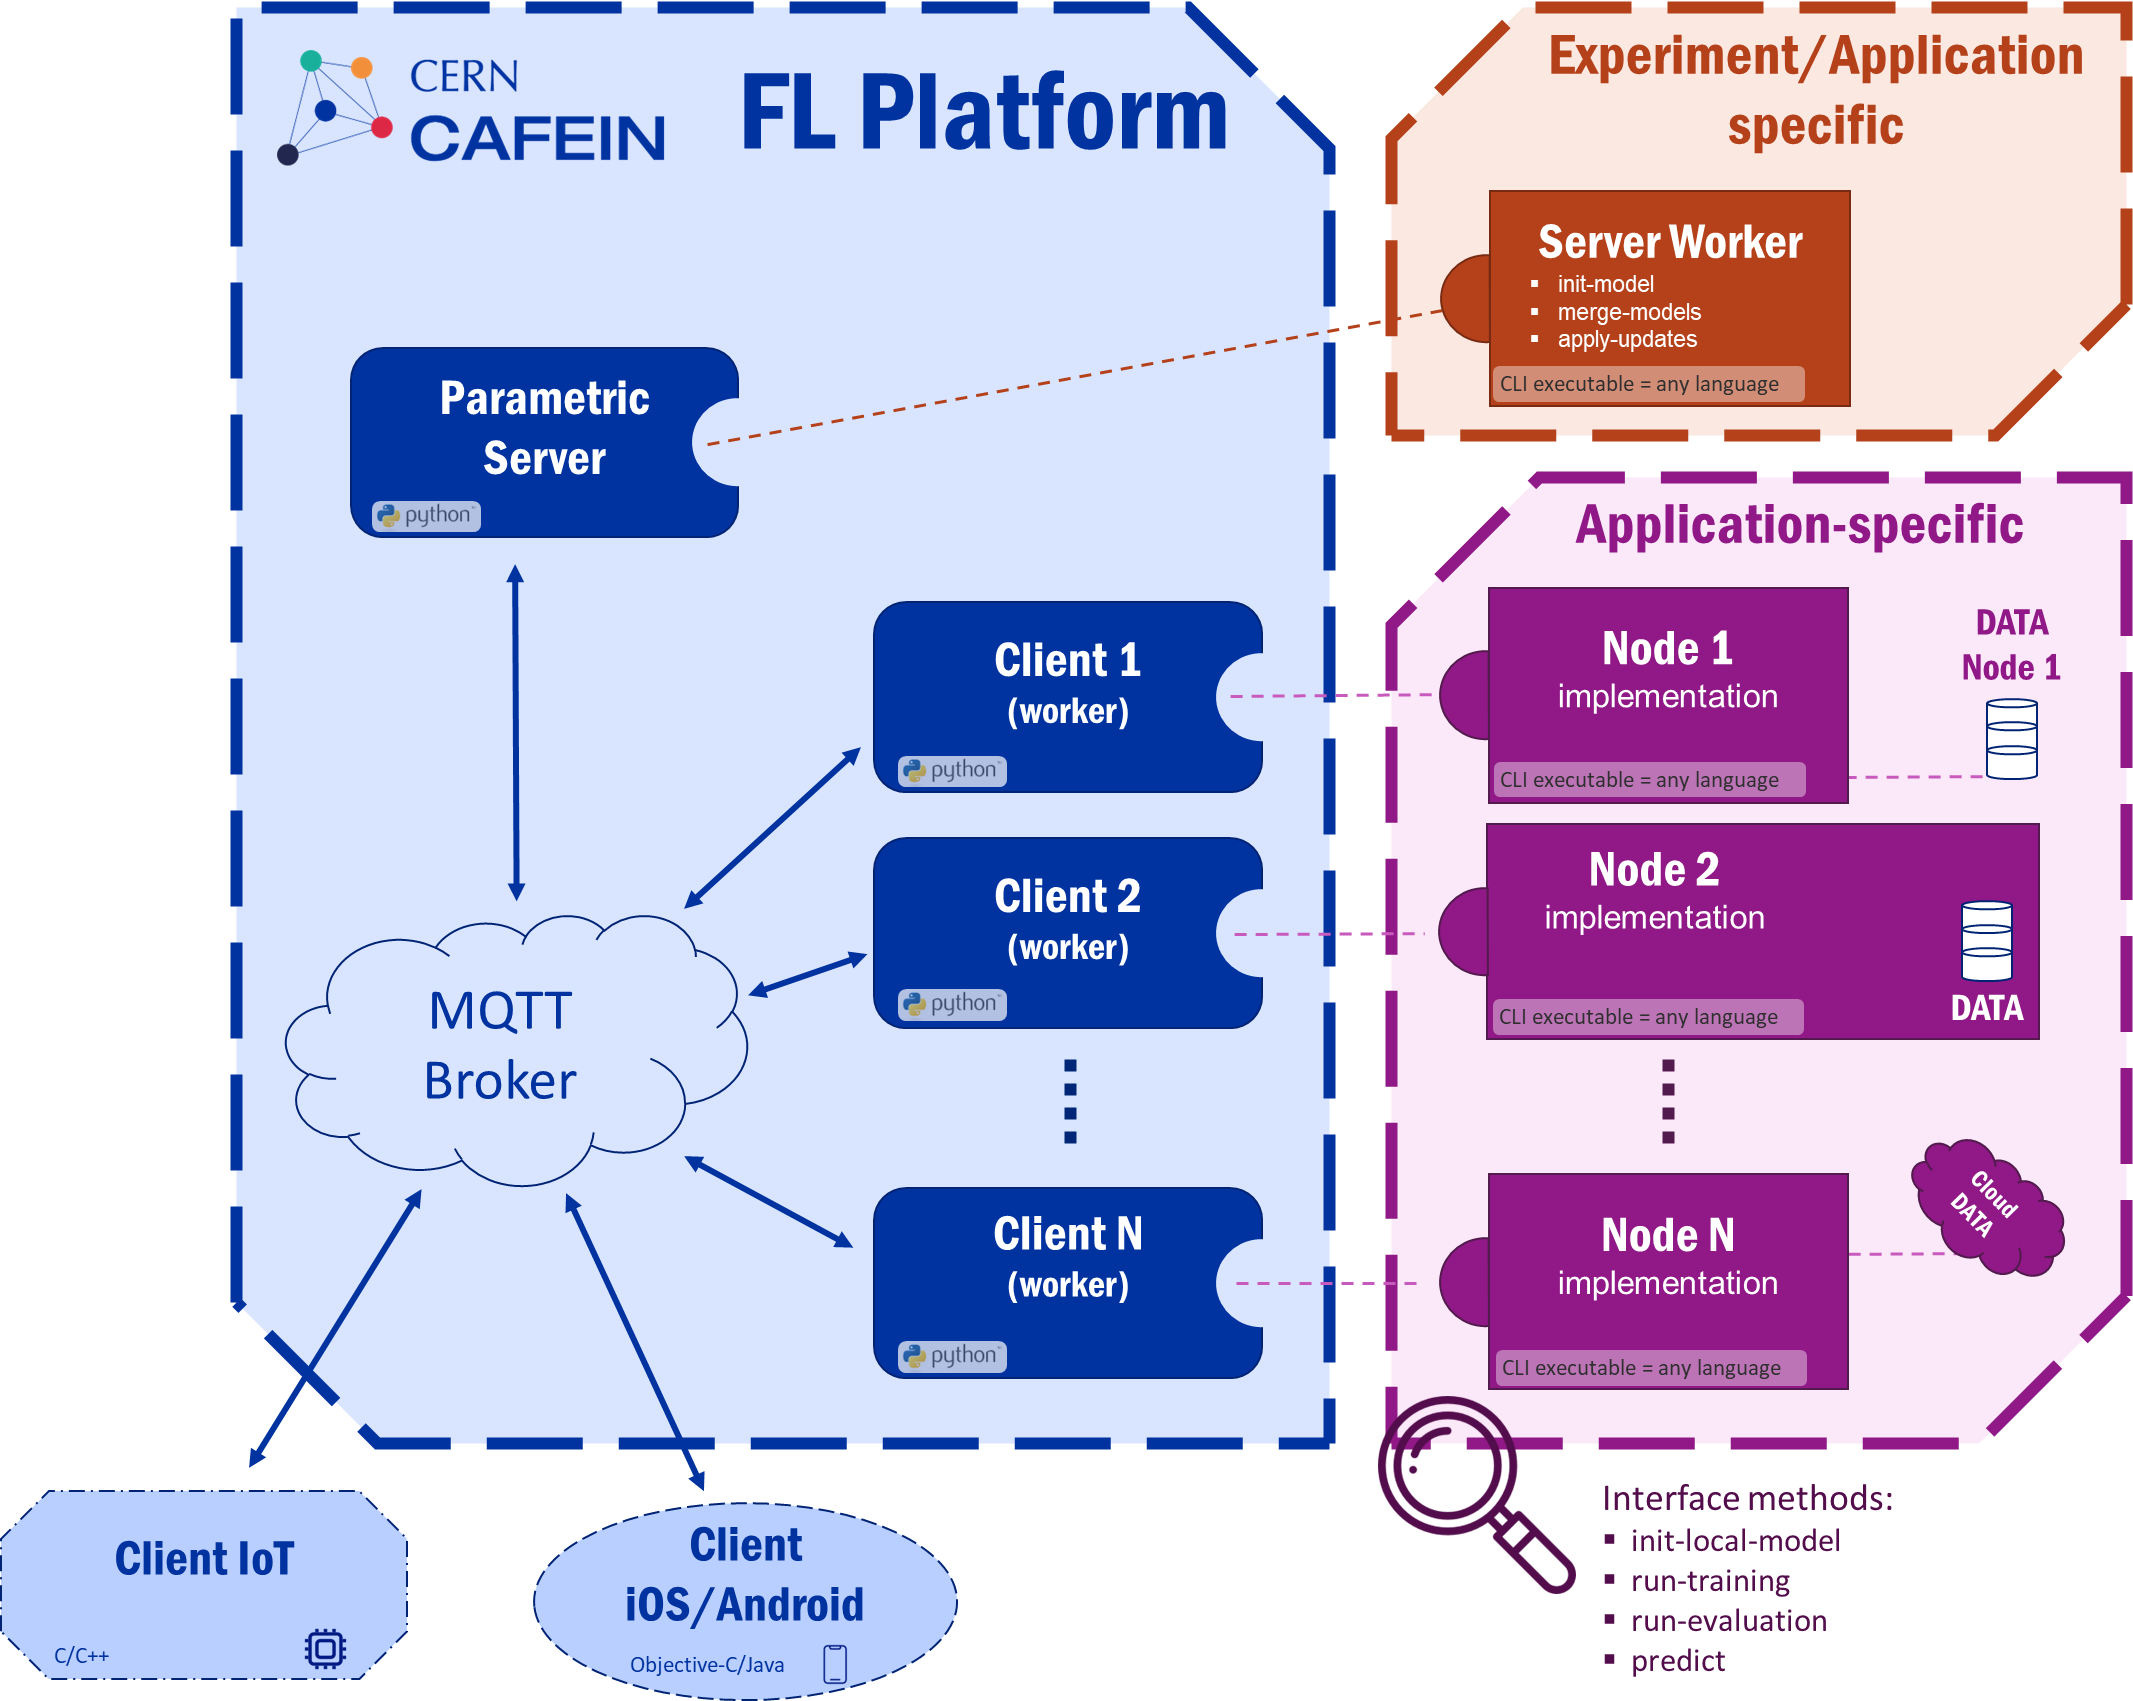 CERN
CAFEIN
FL Platform
Experiment/Application
specific
Server Worker
▪ init-model
▪ merge-models
▪ apply-updates
CLI executable = any language
Parametric
Server
python™
Application-specific
Client 1
(worker)
python™
Node 1
implementation
CLI executable = any language
DATA
Node 1
Client 2
(worker)
python™
Node 2
implementation
CLI executable = any language
DATA
MQTT
Broker
Client N
(worker)
python™
Node N
implementation
CLI executable = any language
Cloud
DATA
Client IoT
C/C++
Client
iOS/Android
Objective-C/Java
Interface methods:
▪ init-local-model
▪ run-training
▪ run-evaluation
▪ predict